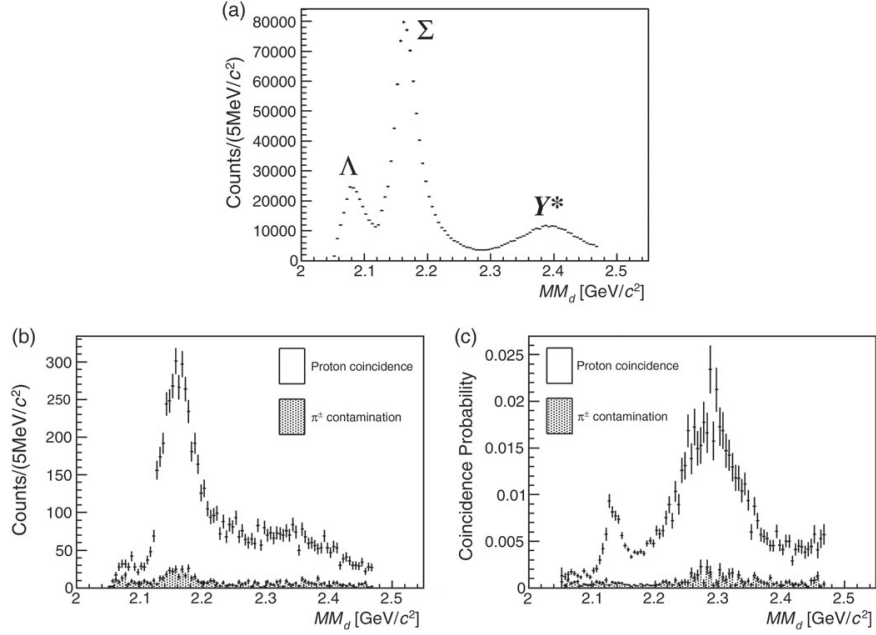 (a)
80000
70000
60000
50000
40000
30000
20000
10000
0
Counts/(5MeV/c²)
Λ
Σ
Y*
2 2.1 2.2 2.3 2.4 2.5
MM_d [GeV/c²]
(b)
300
250
200
150
100
50
0
Counts/(5MeV/c²)
Proton coincidence
π± contamination
2 2.1 2.2 2.3 2.4 2.5
MM_d [GeV/c²]
(c)
0.025
0.02
0.015
0.01
0.005
0
Coincidence Probability
Proton coincidence
π± contamination
2 2.1 2.2 2.3 2.4 2.5
MM_d [GeV/c²]